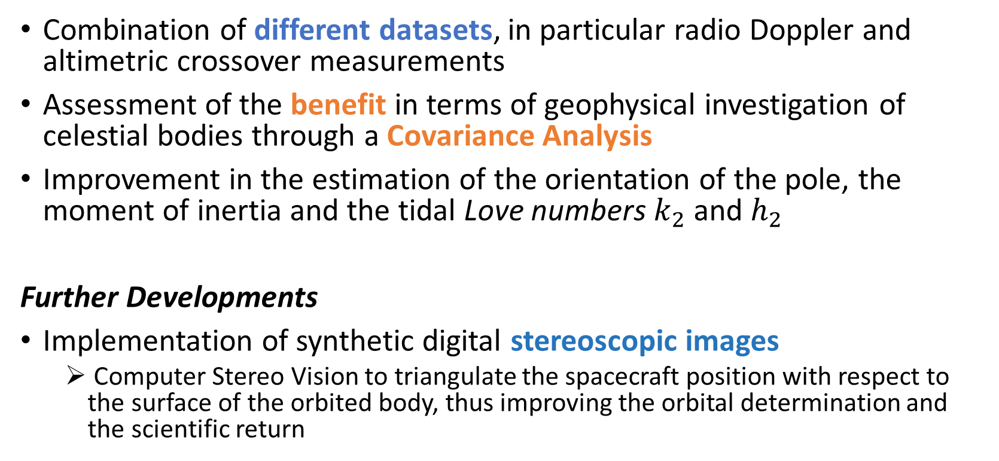 • Combination of different datasets, in particular radio Doppler and
altimetric crossover measurements
• Assessment of the benefit in terms of geophysical investigation of
celestial bodies through a Covariance Analysis
• Improvement in the estimation of the orientation of the pole, the
moment of inertia and the tidal Love numbers k₂ and h₂
Further Developments
• Implementation of synthetic digital stereoscopic images
➢ Computer Stereo Vision to triangulate the spacecraft position with respect to
the surface of the orbited body, thus improving the orbital determination and
the scientific return